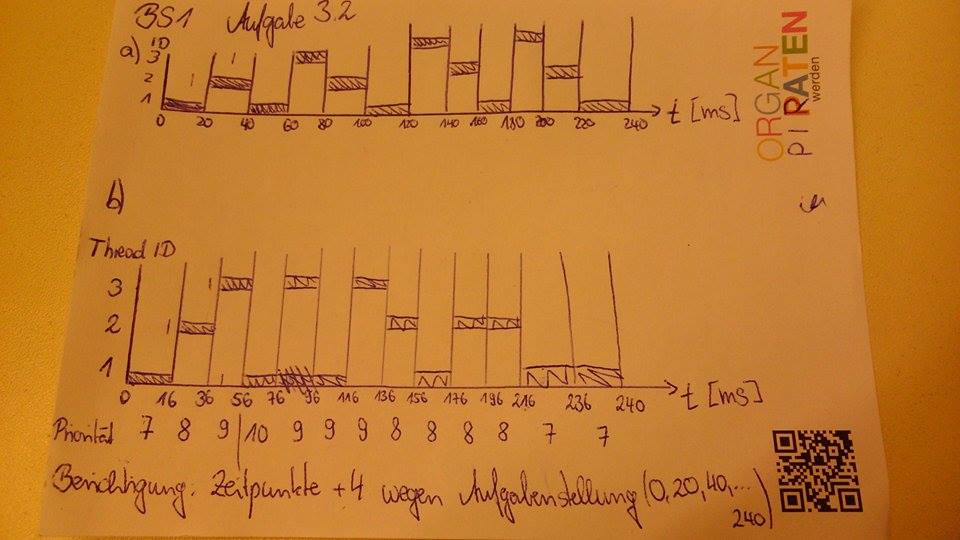 BS1 Aufgabe 3.2
a) ID
3
2
1
0 20 40 60 80 100 120 140 160 180 200 220 240 t [ms]
ORGAN
PIRATEN
werden
b)
Thread ID
3
2
1
0 16 36 56 76 96 116 136 156 176 196 216 236 240 t [ms]
Priorität 7 8 9 10 9 9 9 8 8 8 8 7 7
Berichtigung: Zeitpunkte +4 wegen Aufgabenstellung (0, 20, 40, ...
240)